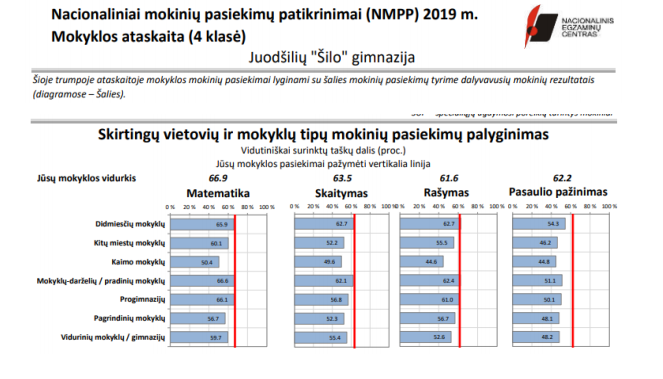 Nacionaliniai mokinių pasiekimų patikrinimai (NMPP) 2019 m.
Mokyklos ataskaita (4 klasė)
NACIONALINIS
EGZAMINŲ
CENTRAS
Juodšilių "Šilo" gimnazija
Šioje trumpoje ataskaitoje mokyklos mokinių pasiekimai lyginami su šalies mokinių pasiekimų tyrime dalyvavusių mokinių rezultatais
(diagramose – Šalies).
Skirtingų vietovių ir mokyklų tipų mokinių pasiekimų palyginimas
Vidutiniškai surinktų taškų dalis (proc.)
Jūsų mokyklos pasiekimai pažymėti vertikalia linija
Jūsų mokyklos vidurkis 66.9 63.5 61.6 62.2
Matematika Skaitymas Rašymas Pasaulio pažinimas
0 % 20 % 40 % 60 % 80 % 100 % 0 % 20 % 40 % 60 % 80 % 100 % 0 % 20 % 40 % 60 % 80 % 100 % 0 % 20 % 40 % 60 % 80 % 100 %
Didmiesčių mokyklų 65.9 62.7 62.7 54.3
Kitų miestų mokyklų 60.1 52.2 55.5 46.2
Kaimo mokyklų 50.4 49.6 44.6 44.8
Mokyklų-darželių / pradinių mokyklų 66.6 62.1 62.4 51.1
Progimnazijų 66.1 56.8 61.0 50.1
Pagrindinių mokyklų 56.7 52.3 56.7 48.1
Vidurinių mokyklų / gimnazijų 59.7 55.4 52.6 48.2